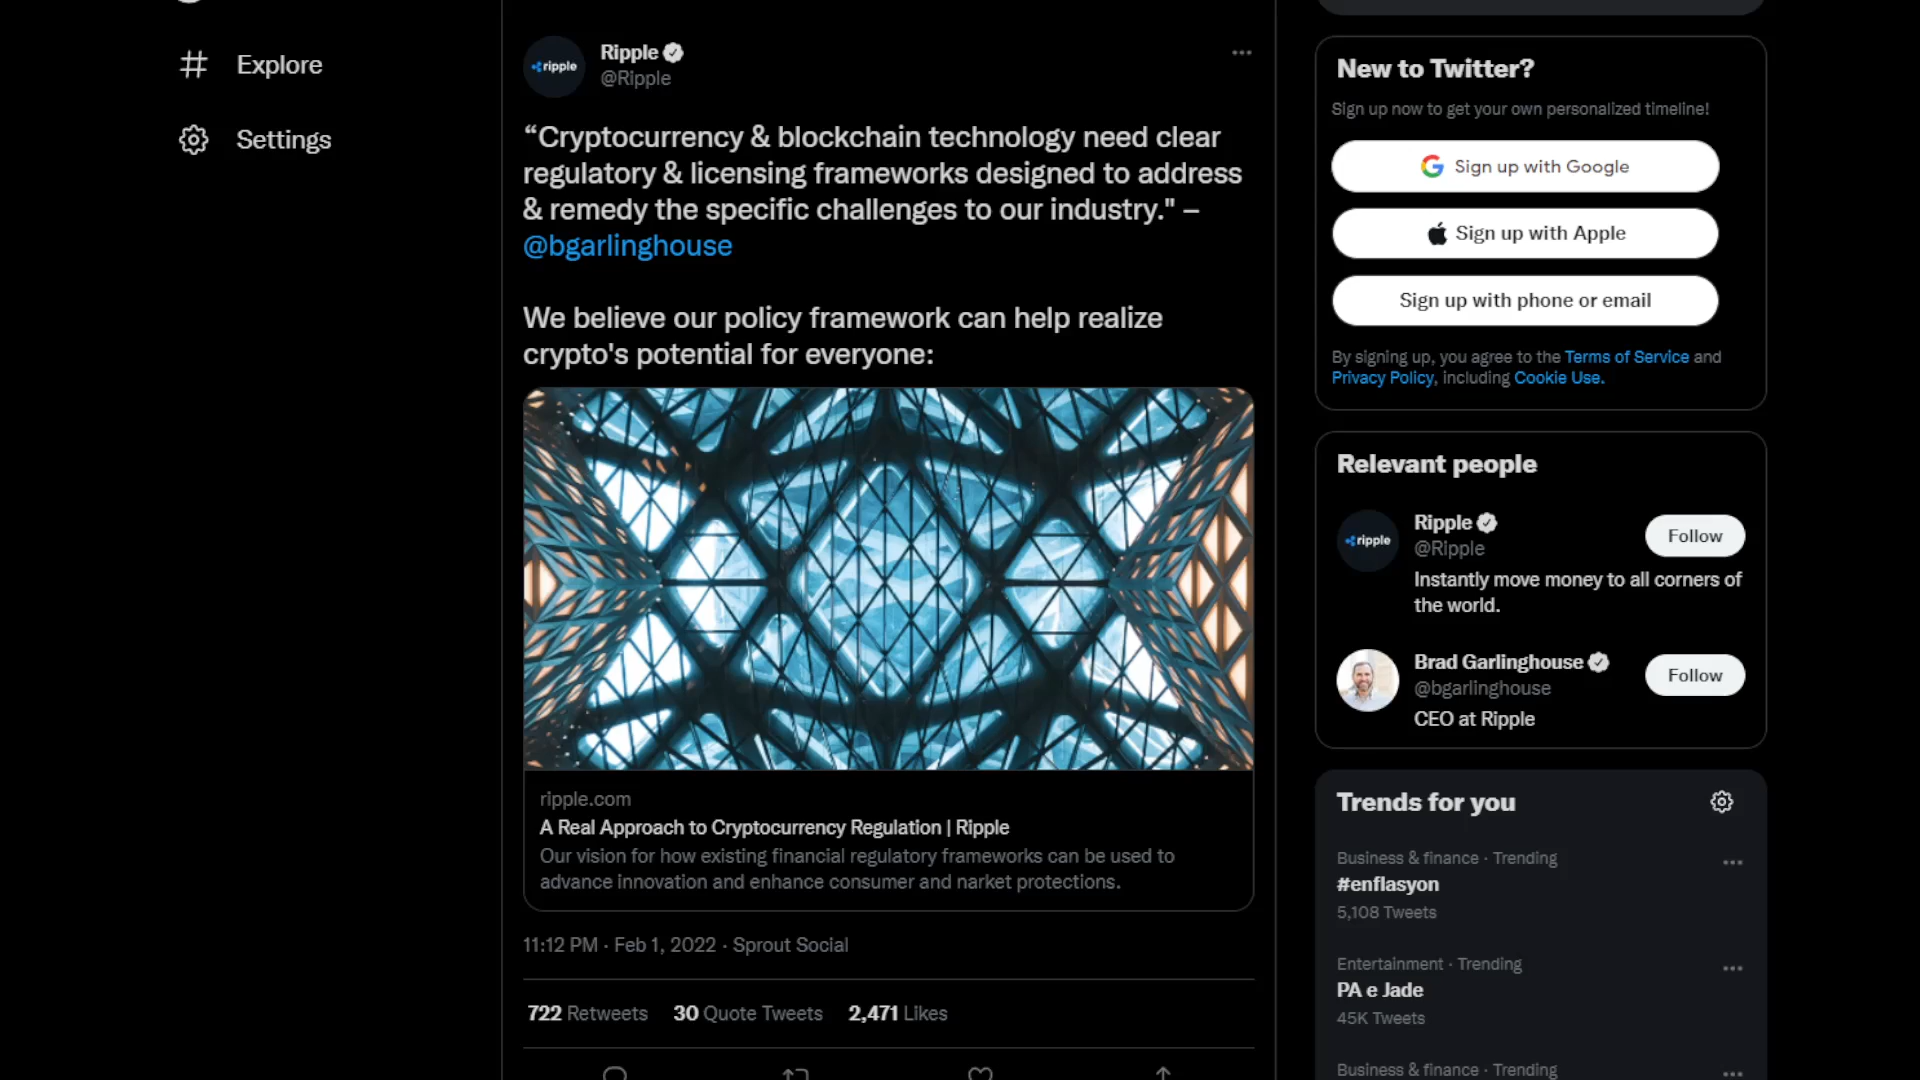 Explore
Settings
ripple
Ripple
@Ripple
“Cryptocurrency & blockchain technology need clear
regulatory & licensing frameworks designed to address
& remedy the specific challenges to our industry." –
@bgarlinghouse
We believe our policy framework can help realize
crypto's potential for everyone:
ripple.com
A Real Approach to Cryptocurrency Regulation | Ripple
Our vision for how existing financial regulatory frameworks can be used to
advance innovation and enhance consumer and narket protections.
11:12 PM · Feb 1, 2022 · Sprout Social
722 Retweets 30 Quote Tweets 2,471 Likes
New to Twitter?
Sign up now to get your own personalized timeline!
Sign up with Google
Sign up with Apple
Sign up with phone or email
By signing up, you agree to the Terms of Service and
Privacy Policy, including Cookie Use.
Relevant people
ripple
Ripple
@Ripple
Follow
Instantly move money to all corners of
the world.
Brad Garlinghouse
@bgarlinghouse
Follow
CEO at Ripple
Trends for you
Business & finance · Trending
#enflasyon
5,108 Tweets
Entertainment · Trending
PA e Jade
45K Tweets
Business & finance · Trending